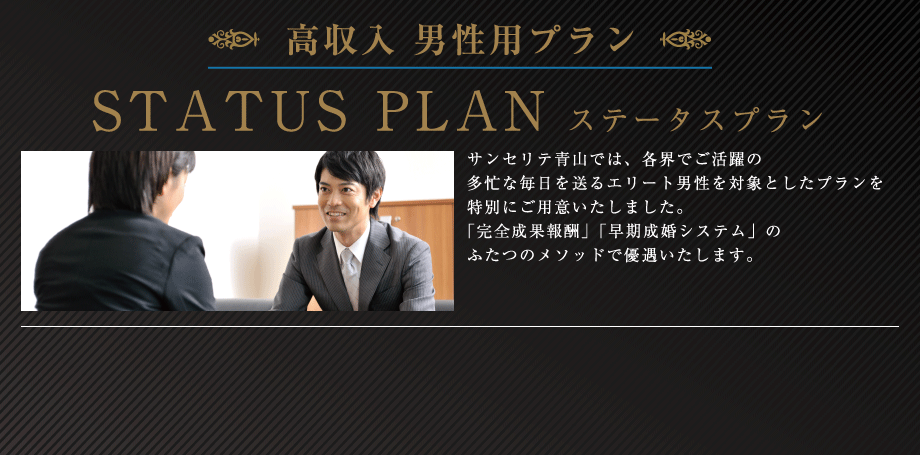 高収入 男性用プラン
STATUS PLAN ステータスプラン
サンセリテ青山では、各界でご活躍の
多忙な毎日を送るエリート男性を対象としたプランを
特別にご用意いたしました。
「完全成果報酬」「早期成婚システム」の
ふたつのメソッドで優遇いたします。